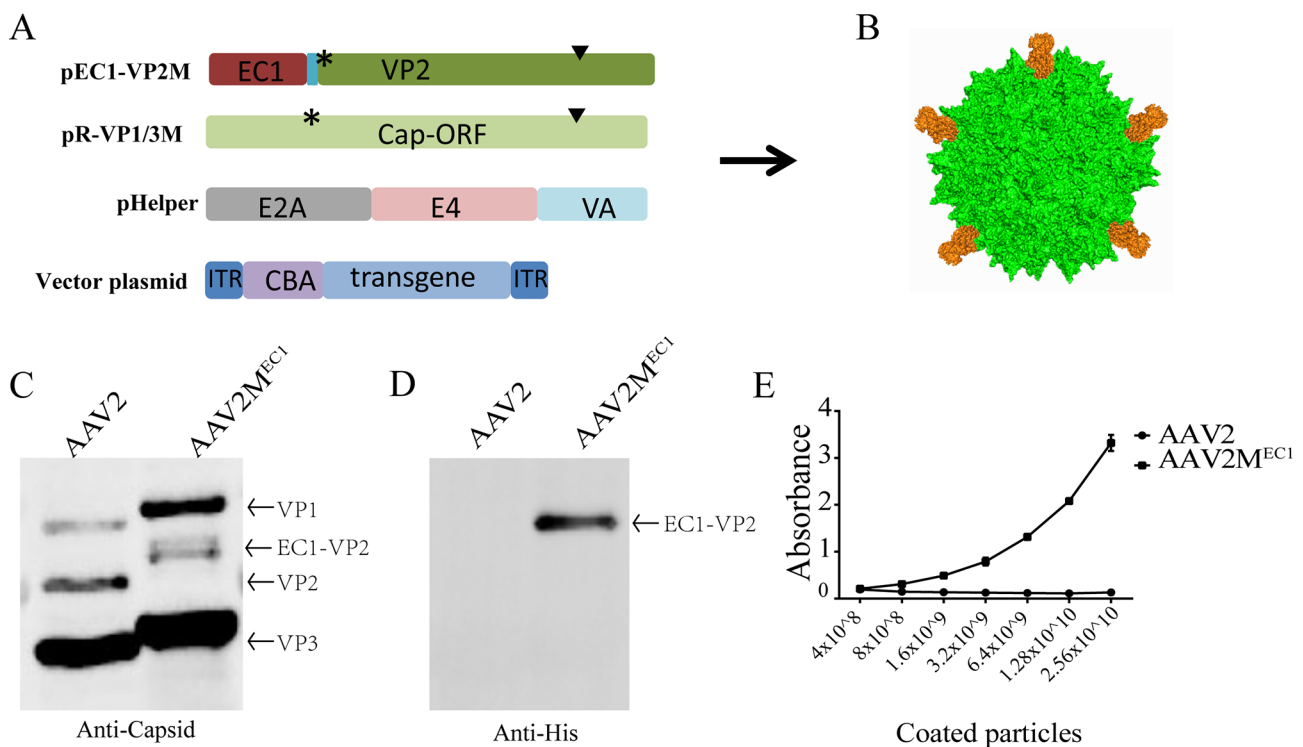 A
B
pEC1-VP2M
EC1
*
VP2
pR-VP1/3M
*
Cap-ORF
pHelper
E2A
E4
VA
Vector plasmid
ITR
CBA
transgene
ITR
C
AAV2
AAV2M^EC1
←VP1
←EC1-VP2
←VP2
←VP3
Anti-Capsid
D
AAV2
AAV2M^EC1
←EC1-VP2
Anti-His
E
Absorbance
4
3
2
1
0
4x10^8
8x10^8
1.6x10^9
3.2x10^9
6.4x10^9
1.28x10^10
2.56x10^10
Coated particles
AAV2
AAV2M^EC1